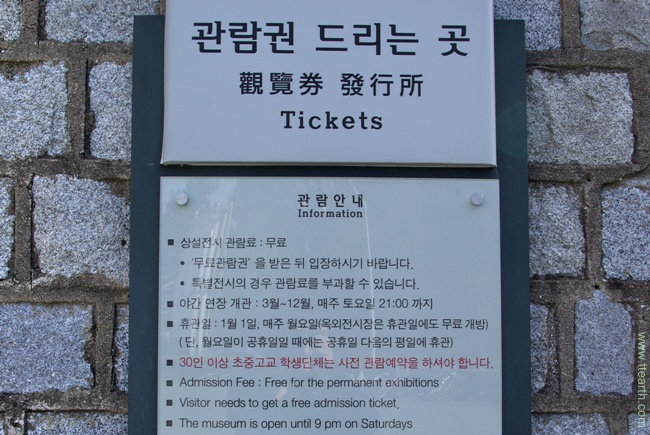 관람권 드리는 곳
觀覽券 發行所
Tickets
관람안내
Information
■ 상설전시 관람료 : 무료
• '무료관람권' 을 받은 뒤 입장하시기 바랍니다.
• 특별전시의 경우 관람료를 부과할 수 있습니다.
■ 야간 연장 개관 : 3월~12월, 매주 토요일 21:00 까지
■ 휴관일 : 1월 1일, 매주 월요일(옥외전시장은 휴관일에도 무료 개방)
( 단, 월요일이 공휴일일 때에는 공휴일 다음의 평일에 휴관)
■ 30인 이상 초중고교 학생단체는 사전 관람예약을 하셔야 합니다.
■ Admission Fee : Free for the permanent exhibitions
■ Visitor needs to get a free admission ticket.
■ The museum is open until 9 pm on Saturdays
www.ttearth.com